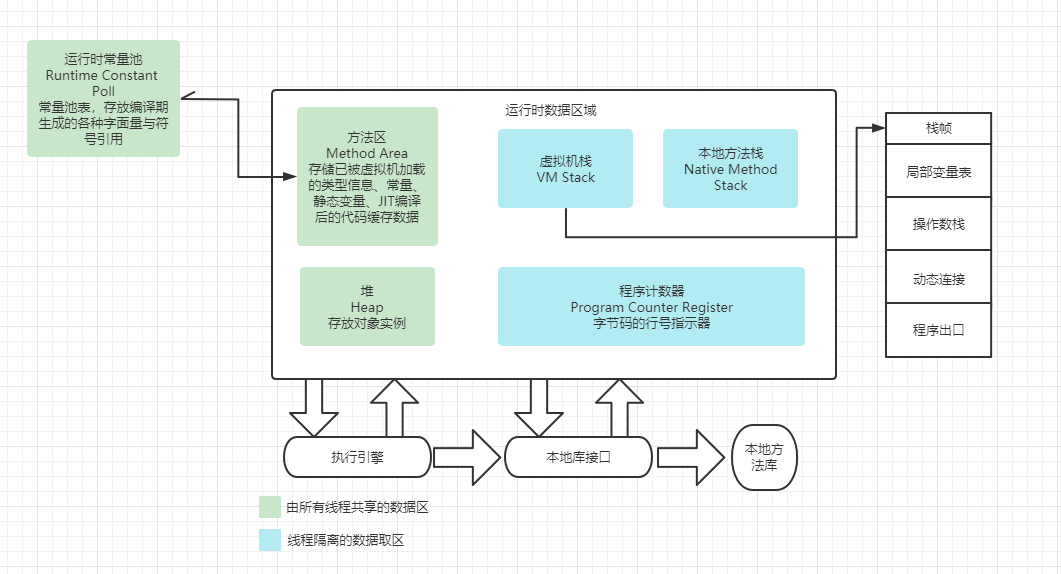 运行时常量池
Runtime Constant
Poll
常量池表，存放编译期
生成的各种字面量与符
号引用
运行时数据区域
方法区
Method Area
存储已被虚拟机加载
的类型信息、常量、
静态变量、JIT编译
后的代码缓存数据
虚拟机栈
VM Stack
本地方法栈
Native Method
Stack
堆
Heap
存放对象实例
程序计数器
Program Counter Register
字节码的行号指示器
栈帧
局部变量表
操作数栈
动态连接
程序出口
执行引擎
本地库接口
本地方
法库
由所有线程共享的数据区
线程隔离的数据取区